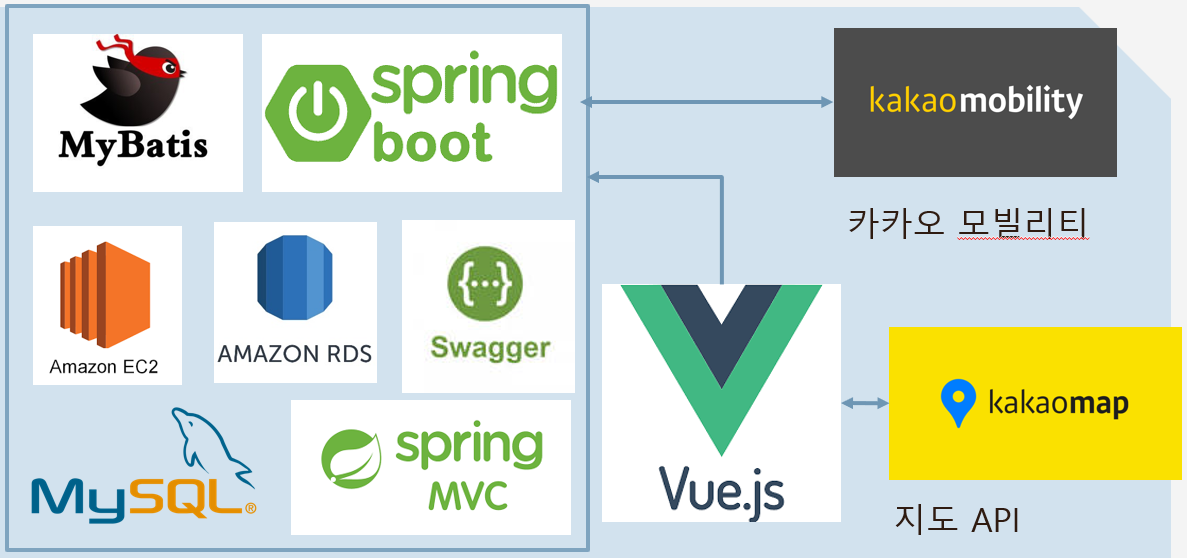 MyBatis
spring
boot
kakaomobility
카카오 모빌리티
Amazon EC2
AMAZON RDS
{···}
Swagger
MySQL®
spring
MVC
Vue.js
kakaomap
지도 API